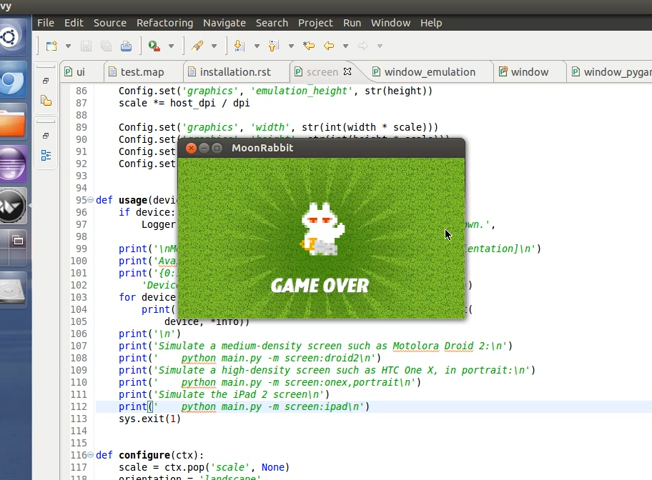 vy
File Edit Source Refactoring Navigate Search Project Run Window Help
ui test.map installation.rst screen window_emulation window window_pygam
86 Config.set('graphics', 'emulation_height', str(height))
87 scale *= host_dpi / dpi
88
89 Config.set('graphics', 'width', str(int(width * scale)))
90 Config.set('graphics', 'height', str(int(height * scale)))
91 Config.set
92 Config.set
93
94
95 def usage(devi
96 if device:
97 Logger wn.',
98
99 print('\nM entation]\n')
100 print('Ava
101 print('{0:
102 'Devic )
103 for device
104 print( t(
105 device, *info))
106 print('\n')
107 print('Simulate a medium-density screen such as Motolora Droid 2:\n')
108 print(' python main.py -m screen:droid2\n')
109 print('Simulate a high-density screen such as HTC One X, in portrait:\n')
110 print(' python main.py -m screen:onex,portrait\n')
111 print('Simulate the iPad 2 screen\n')
112 print(' python main.py -m screen:ipad\n')
113 sys.exit(1)
114
115
116 def configure(ctx):
117 scale = ctx.pop('scale', None)
118 orientation = 'landscape'
MoonRabbit
GAME OVER